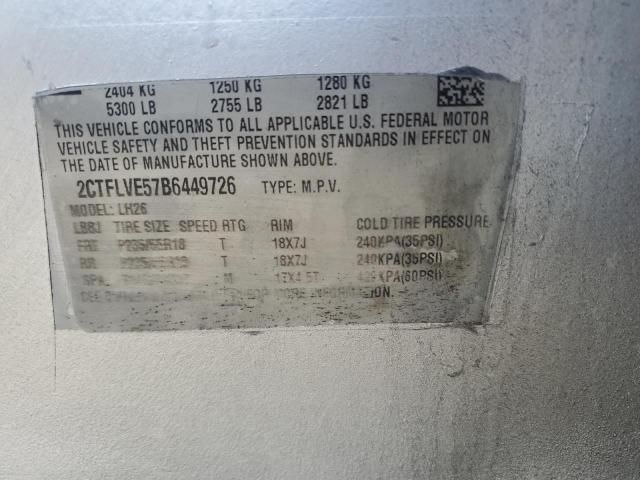 2404 KG 1250 KG 1280 KG
5300 LB 2755 LB 2821 LB
THIS VEHICLE CONFORMS TO ALL APPLICABLE U.S. FEDERAL MOTOR
VEHICLE SAFETY AND THEFT PREVENTION STANDARDS IN EFFECT ON
THE DATE OF MANUFACTURE SHOWN ABOVE.
2CTFLVE57B6449726 TYPE: M.P.V.
MODEL: LH26
TIRE SIZE SPEED RTG RIM COLD TIRE PRESSURE
FRT P235/55R18 T 18X7J 240KPA(35PSI)
RR T 18X7J 240KPA(35PSI)
M (60PSI)